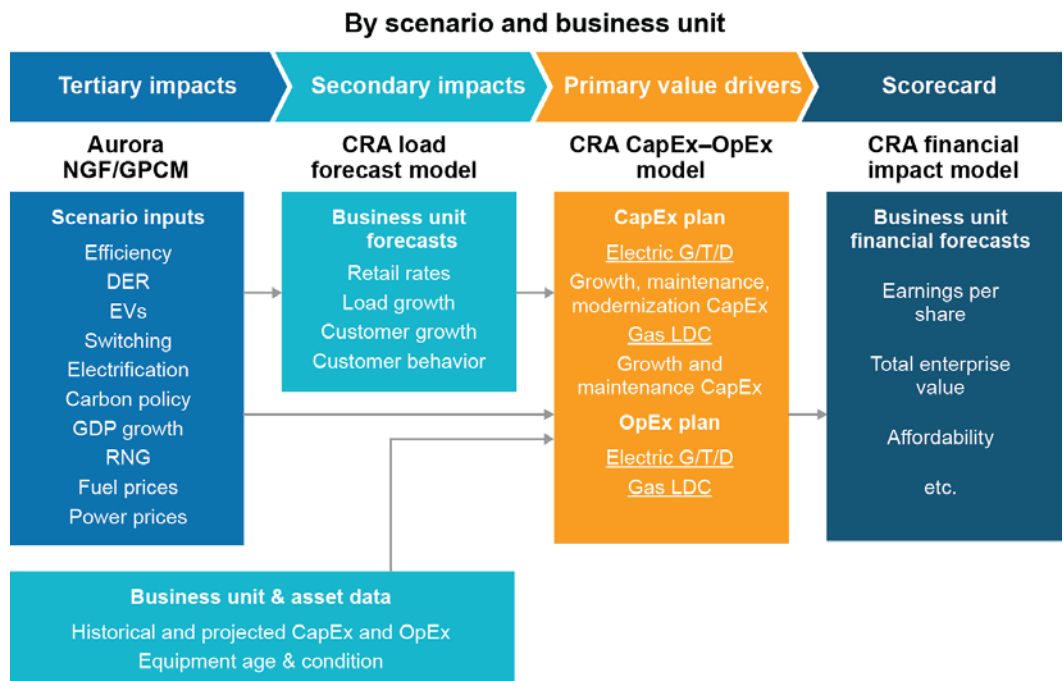 By scenario and business unit
Tertiary impacts
Secondary impacts
Primary value drivers
Scorecard
Aurora
NGF/GPCM
CRA load
forecast model
CRA CapEx–OpEx
model
CRA financial
impact model
Scenario inputs
Efficiency
DER
EVs
Switching
Electrification
Carbon policy
GDP growth
RNG
Fuel prices
Power prices
Business unit
forecasts
Retail rates
Load growth
Customer growth
Customer behavior
CapEx plan
Electric G/T/D
Growth, maintenance,
modernization CapEx
Gas LDC
Growth and
maintenance CapEx
OpEx plan
Electric G/T/D
Gas LDC
Business unit
financial forecasts
Earnings per
share
Total enterprise
value
Affordability
etc.
Business unit & asset data
Historical and projected CapEx and OpEx
Equipment age & condition